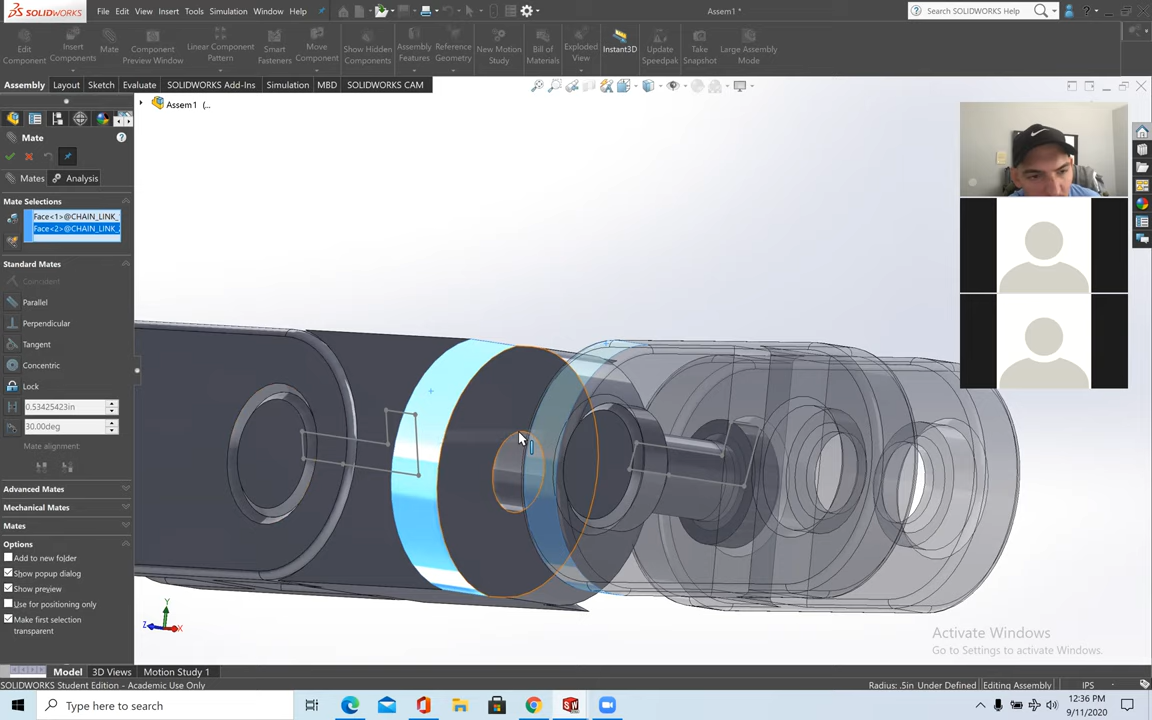 SOLIDWORKS
File Edit View Insert Tools Simulation Window Help
Assem1 *
Search SOLIDWORKS Help
Edit Component
Insert Components
Mate
Component Preview Window
Linear Component Pattern
Smart Fasteners
Move Component
Show Hidden Components
Assembly Features
Reference Geometry
New Motion Study
Bill of Materials
Exploded View
Instant3D
Update Speedpak
Take Snapshot
Large Assembly Mode
Assembly Layout Sketch Evaluate SOLIDWORKS Add-Ins Simulation MBD SOLIDWORKS CAM
Assem1 (...
Mate
Mates Analysis
Mate Selections
Face<1>@CHAIN_LINK_
Face<2>@CHAIN_LINK_
Standard Mates
Coincident
Parallel
Perpendicular
Tangent
Concentric
Lock
0.53425423in
30.00deg
Mate alignment:
Advanced Mates
Mechanical Mates
Mates
Options
Add to new folder
Show popup dialog
Show preview
Use for positioning only
Make first selection
transparent
Y
Z X
Activate Windows
Go to Settings to activate Windows.
Model 3D Views Motion Study 1
SOLIDWORKS Student Edition - Academic Use Only
Radius: .5in Under Defined Editing Assembly IPS
Type here to search
12:36 PM
9/11/2020